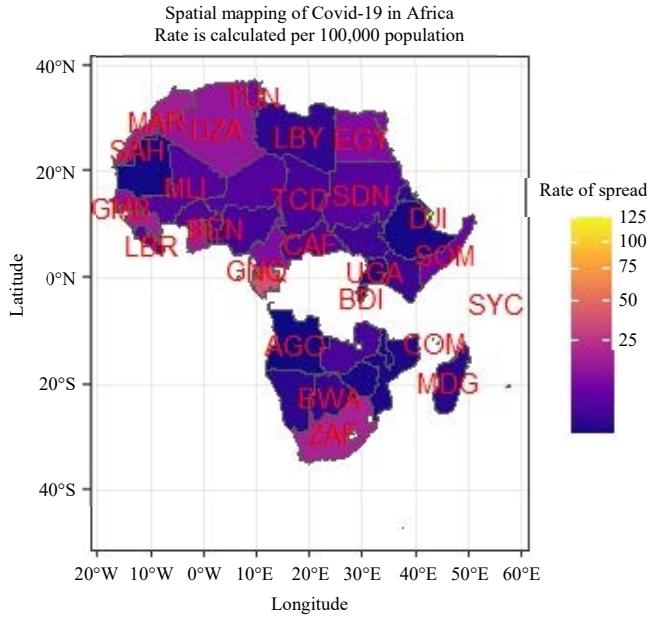 Spatial mapping of Covid-19 in Africa
Rate is calculated per 100,000 population
40°N
20°N
0°N
20°S
40°S
Latitude
TUN
MAR
DZA
LBY
EGY
SAH
MLI
TCD
SDN
GMB
BEN
DJI
LBR
CAF
SOM
GNQ
UGA
BDI
SYC
AGO
COM
MDG
BWA
ZAF
20°W 10°W 0°W 10°E 20°E 30°E 40°E 50°E 60°E
Longitude
Rate of spread
125
100
75
50
25